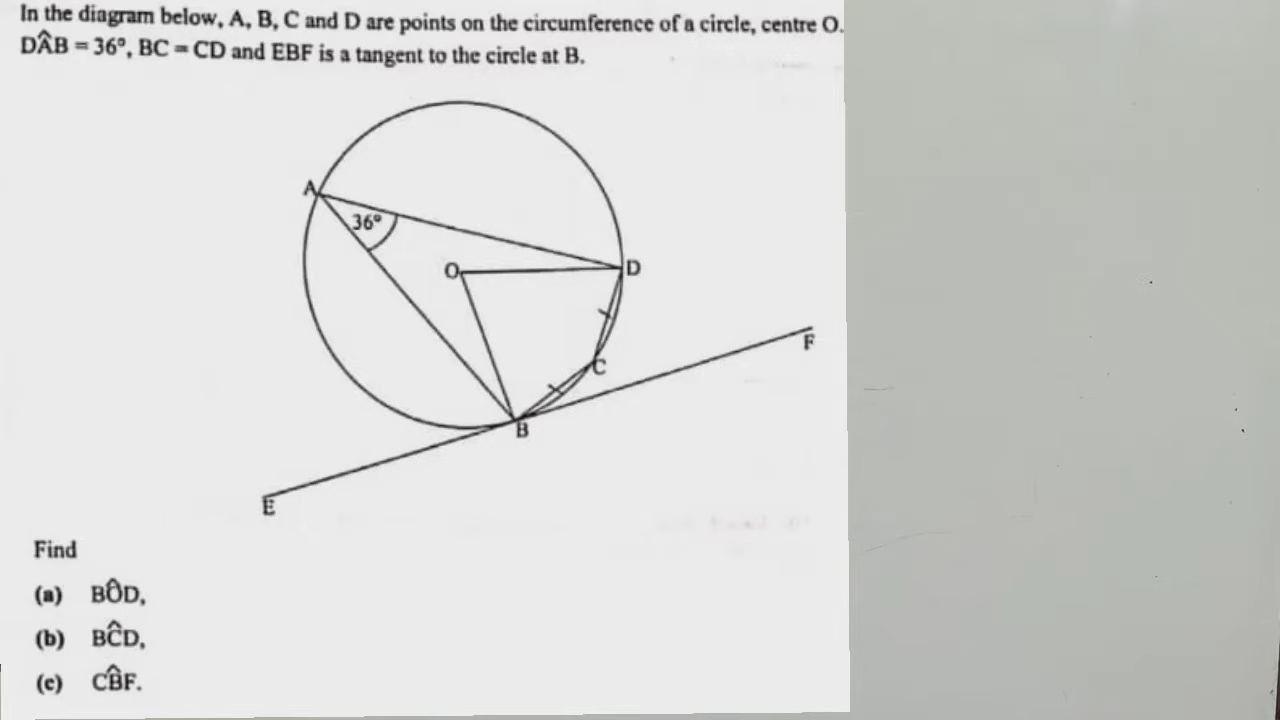 In the diagram below, A, B, C and D are points on the circumference of a circle, centre O.
DÂB = 36°, BC = CD and EBF is a tangent to the circle at B.
A
36°
O
D
C
F
B
E
Find
(a) BÔD,
(b) BĈD,
(c) CB̂F.